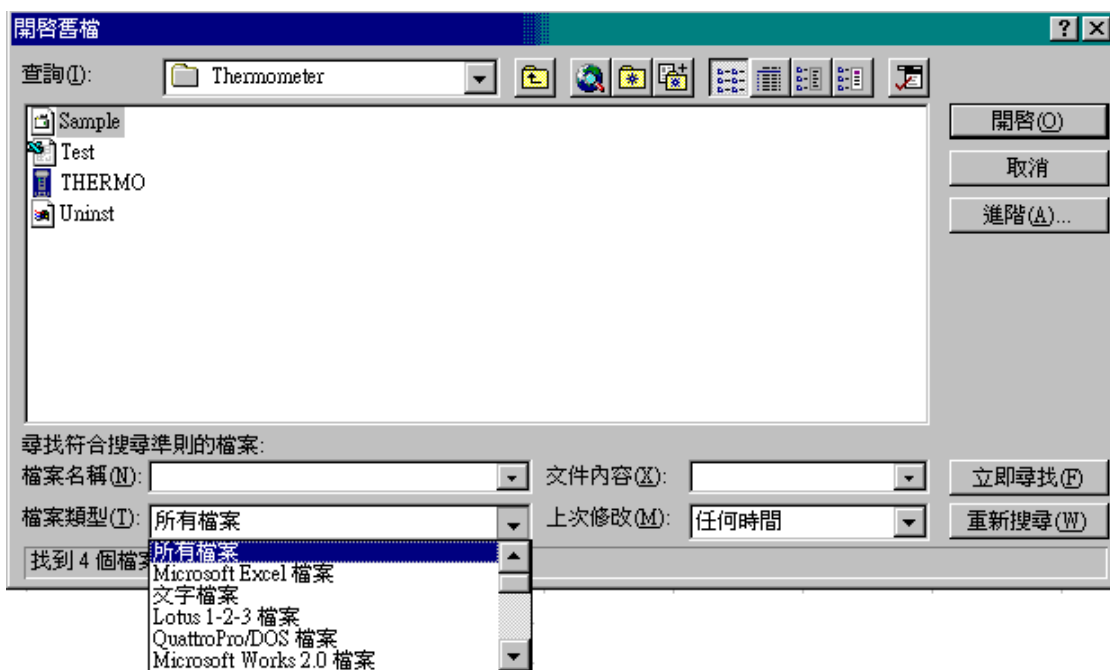 開啓舊檔
查詢(I): Thermometer
Sample
開啓(O)
Test
取消
THERMO
Uninst
進階(A)...
尋找符合搜尋準則的檔案:
檔案名稱(N): 文件內容(X): 立即尋找(F)
檔案類型(T): 所有檔案 上次修改(M): 任何時間 重新搜尋(W)
找到 4 個檔案
所有檔案
Microsoft Excel 檔案
文字檔案
Lotus 1-2-3 檔案
QuattroPro/DOS 檔案
Microsoft Works 2.0 檔案